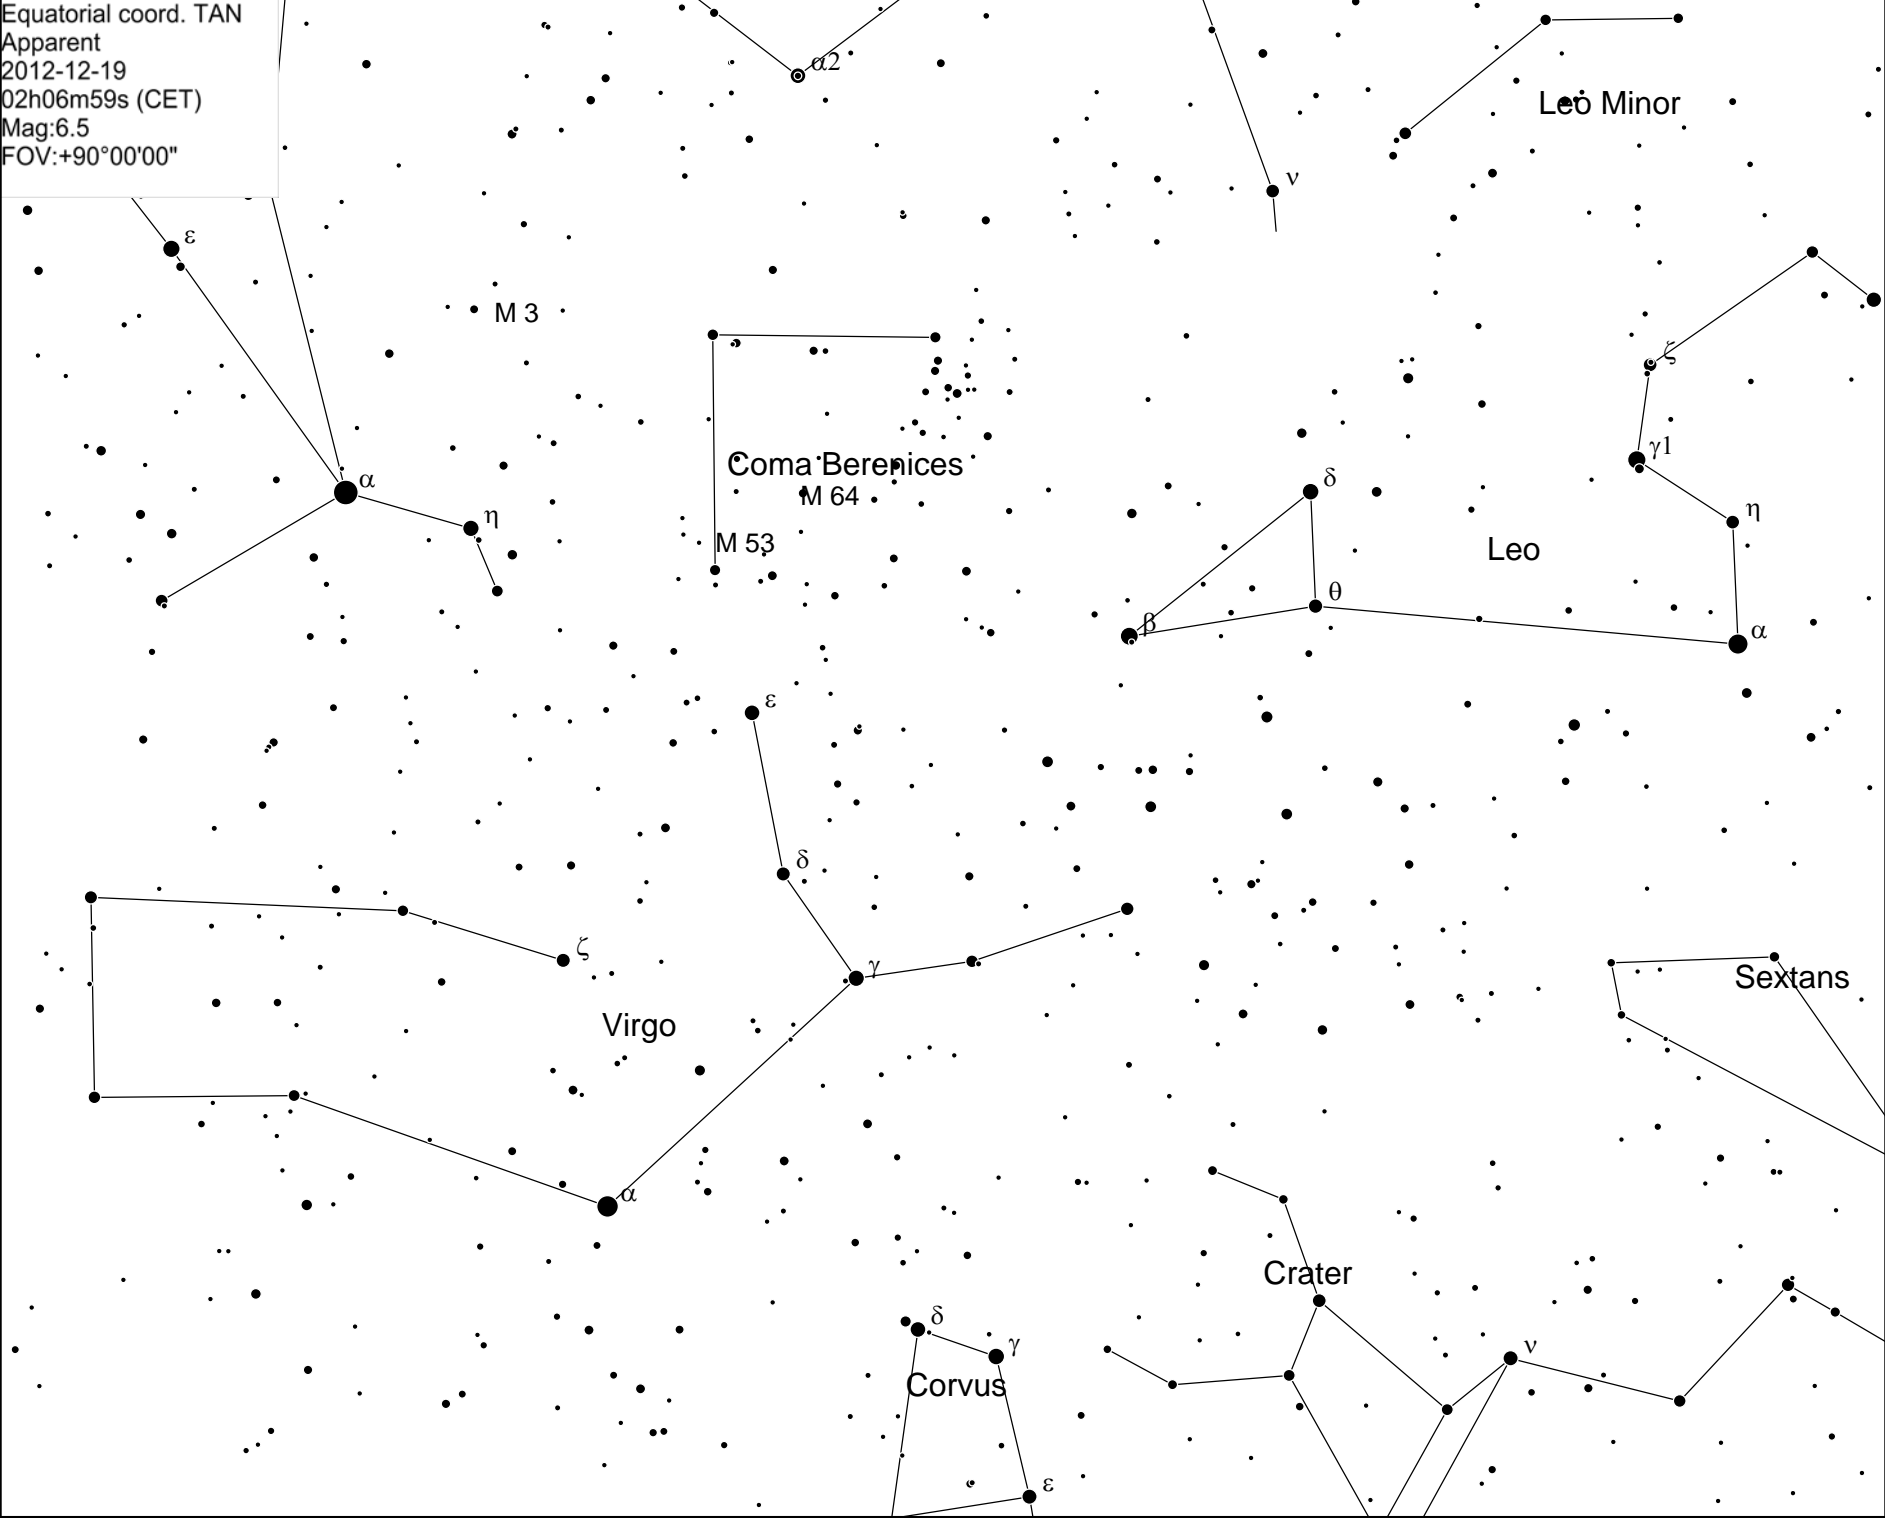 Equatorial coord. TAN
Apparent
2012-12-19
02h06m59s (CET)
Mag:6.5
FOV:+90°00'00"
α2
Leo Minor
ν
ε
M 3
ζ
γ1
Coma Berenices
α
δ
M 64
η
η
M 53
Leo
θ
β
α
ε
δ
ζ
γ
Sextans
Virgo
α
Crater
δ
γ
ν
Corvus
ε